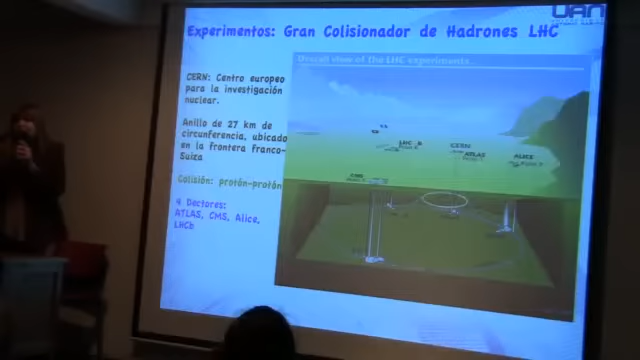 UAN
Experimentos: Gran Colisionador de Hadrones LHC
Overall view of the LHC experiments.
CERN: Centro europeo
para la investigación
nuclear.
Anillo de 27 km de
circunferencia, ubicado
en la frontera Franco-
Suiza
Colisión: protón-protón
4 Dectores:
ATLAS, CMS, Alice,
LHCb
LHC B
CERN
ATLAS
ALICE
CMS